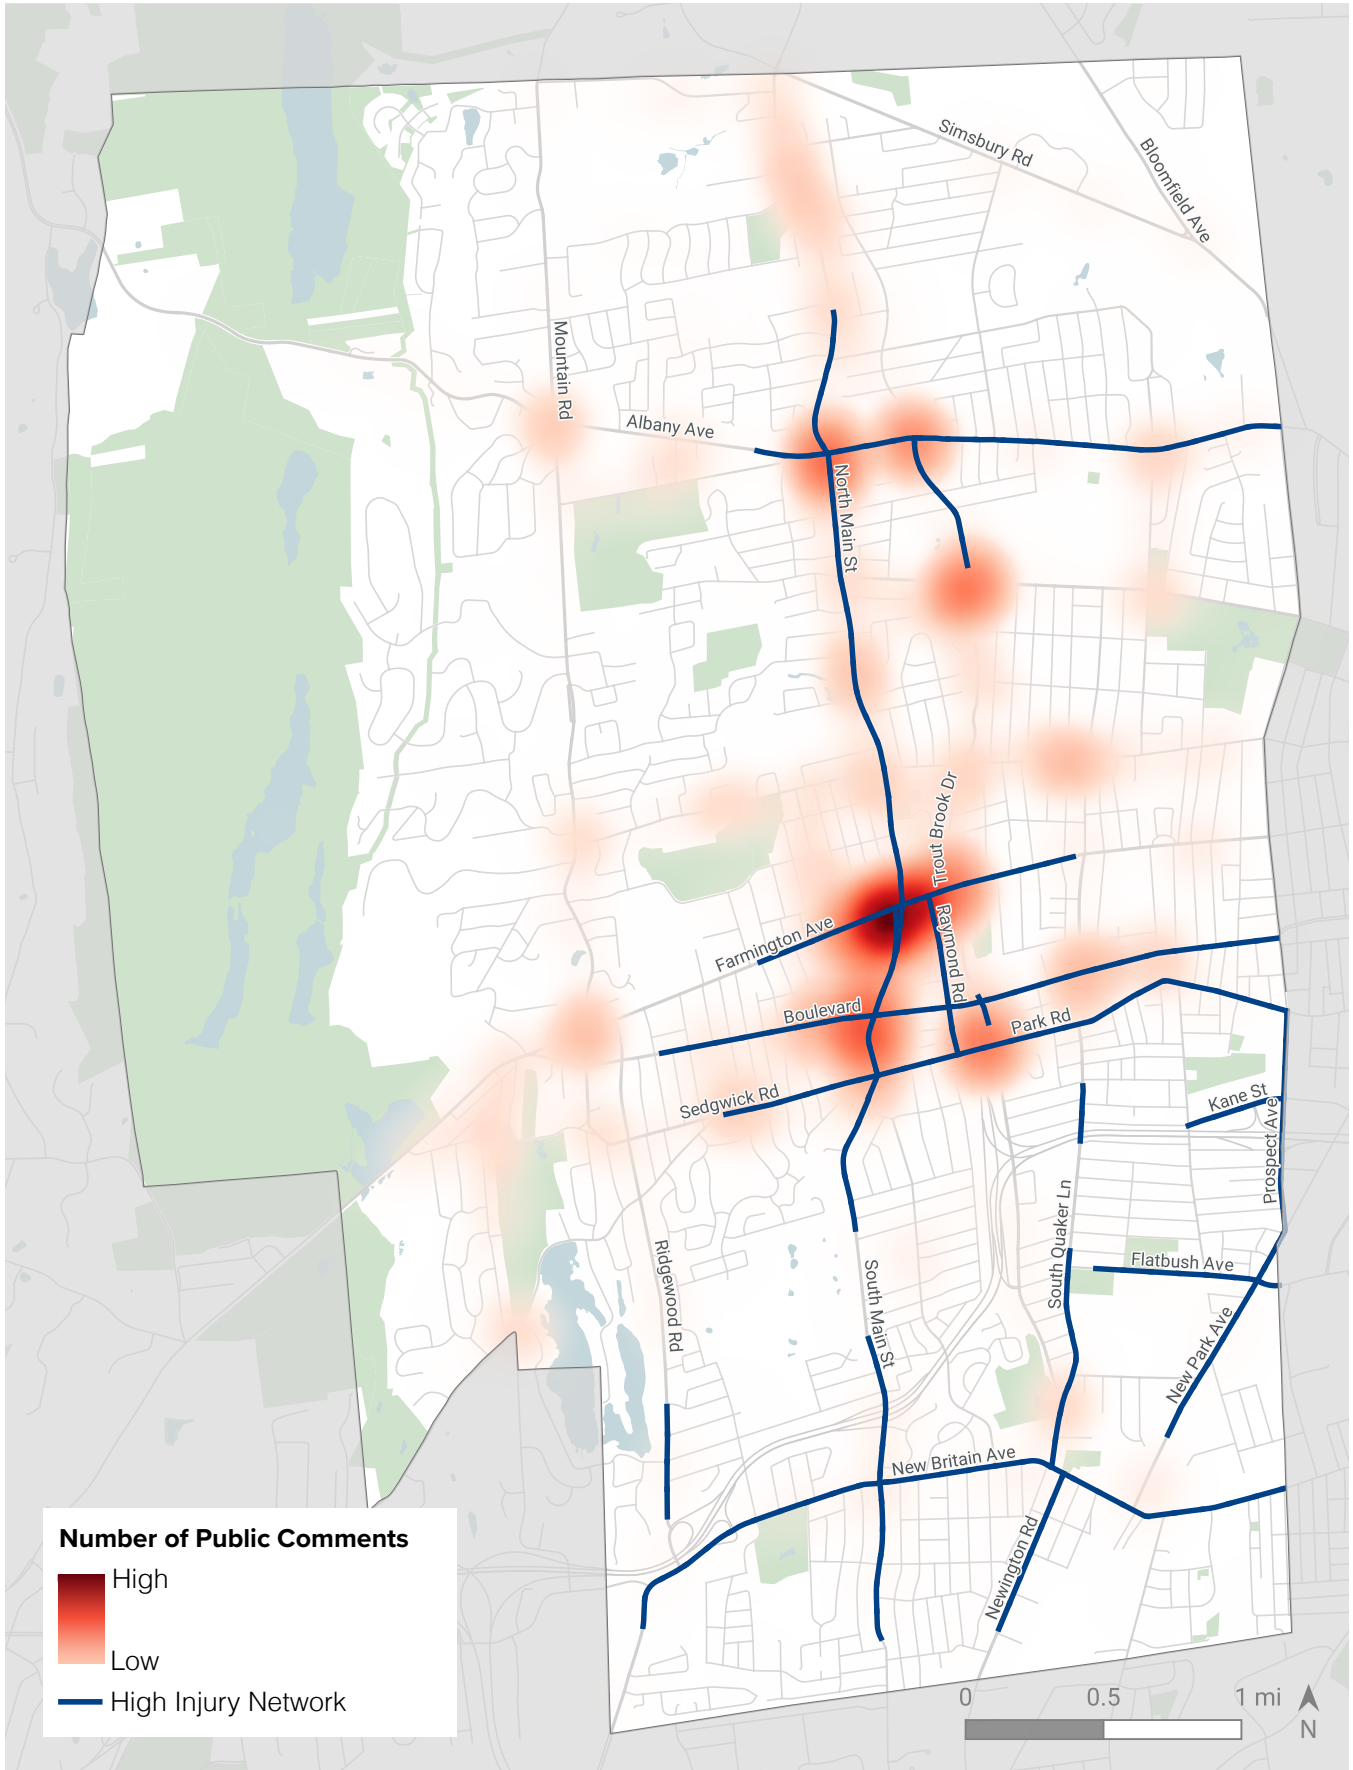 Simsbury Rd
Bloomfield Ave
Mountain Rd
Albany Ave
North Main St
Trout Brook Dr
Farmington Ave
Raymond Rd
Boulevard
Park Rd
Sedgwick Rd
Kane St
Prospect Ave
South Quaker Ln
Ridgewood Rd
Flatbush Ave
South Main St
New Park Ave
New Britain Ave
Newington Rd
Number of Public Comments
High
Low
High Injury Network
0 0.5 1 mi
N